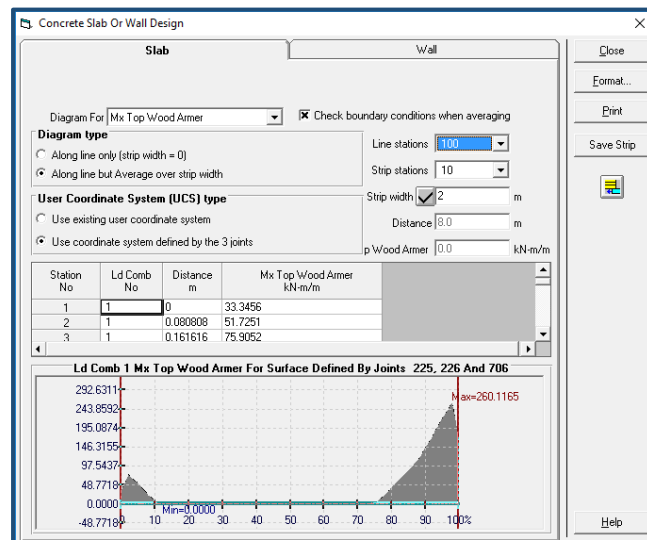 Concrete Slab Or Wall Design
Slab
Wall
Close
Format...
Print
Save Strip
Help
Diagram For Mx Top Wood Armer
Check boundary conditions when averaging
Diagram type
Along line only (strip width = 0)
Along line but Average over strip width
Line stations 100
Strip stations 10
Strip width 2 m
Distance 8.0 m
p Wood Armer 0.0 kN-m/m
User Coordinate System (UCS) type
Use existing user coordinate system
Use coordinate system defined by the 3 joints
Station No Ld Comb No Distance m Mx Top Wood Armer kN-m/m
1 1 0 33.3456
2 1 0.080808 51.7251
3 1 0.161616 75.9052
Ld Comb 1 Mx Top Wood Armer For Surface Defined By Joints 225, 226 And 706
292.6311
243.8592
195.0874
146.3155
97.5437
48.7718
0.0000
-48.7718
Max=260.1165
Min=0.0000
0 10 20 30 40 50 60 70 80 90 100%